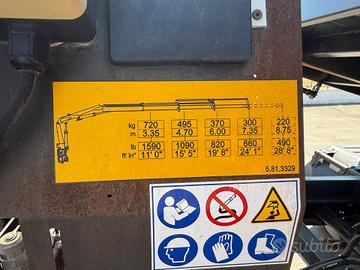 kg 720 495 370 300 220
m 3.35 4.70 6.00 7.35 8.75
lb 1590 1090 820 660 490
ft in" 11' 0" 15' 5" 19' 8" 24' 1" 28' 8"
5.81.3329
subito